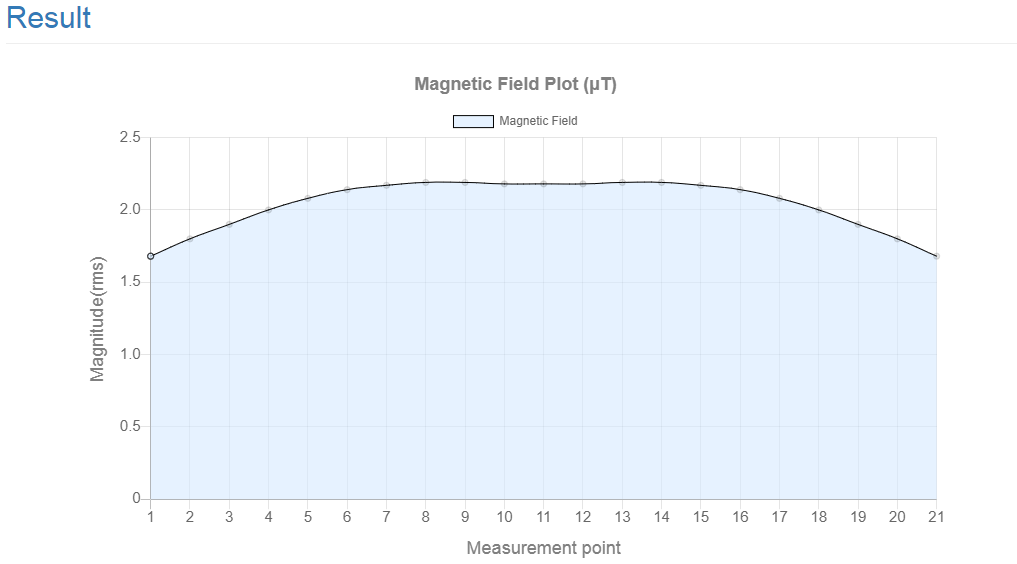 Result
Magnetic Field Plot (µT)
Magnetic Field
2.5
2.0
1.5
1.0
0.5
0
Magnitude(rms)
1 2 3 4 5 6 7 8 9 10 11 12 13 14 15 16 17 18 19 20 21
Measurement point